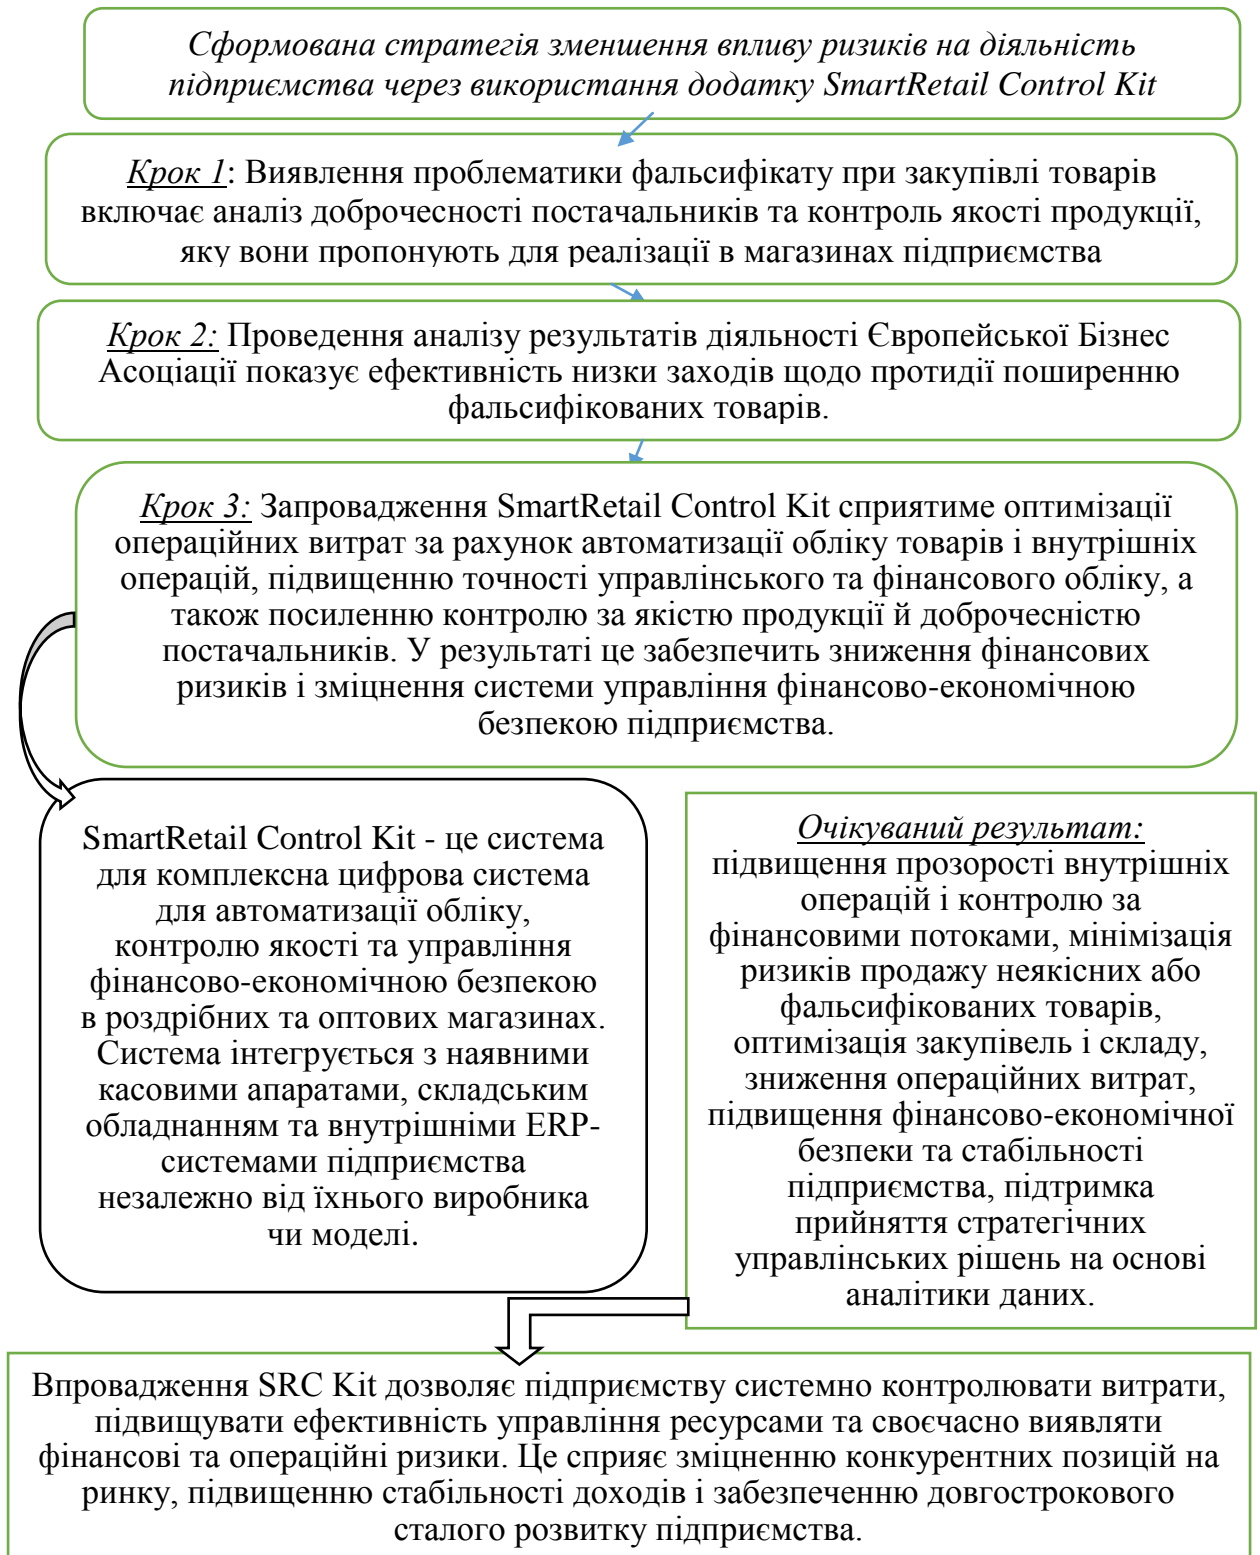 Сформована стратегія зменшення впливу ризиків на діяльність
підприємства через використання додатку SmartRetail Control Kit
Крок 1: Виявлення проблематики фальсифікату при закупівлі товарів
включає аналіз доброчесності постачальників та контроль якості продукції,
яку вони пропонують для реалізації в магазинах підприємства
Крок 2: Проведення аналізу результатів діяльності Європейської Бізнес
Асоціації показує ефективність низки заходів щодо протидії поширенню
фальсифікованих товарів.
Крок 3: Запровадження SmartRetail Control Kit сприятиме оптимізації
операційних витрат за рахунок автоматизації обліку товарів і внутрішніх
операцій, підвищенню точності управлінського та фінансового обліку, а
також посиленню контролю за якістю продукції й доброчесністю
постачальників. У результаті це забезпечить зниження фінансових
ризиків і зміцнення системи управління фінансово-економічною
безпекою підприємства.
SmartRetail Control Kit - це система
для комплексна цифрова система
для автоматизації обліку,
контролю якості та управління
фінансово-економічною безпекою
в роздрібних та оптових магазинах.
Система інтегрується з наявними
касовими апаратами, складським
обладнанням та внутрішніми ERP-
системами підприємства
незалежно від їхнього виробника
чи моделі.
Очікуваний результат:
підвищення прозорості внутрішніх
операцій і контролю за
фінансовими потоками, мінімізація
ризиків продажу неякісних або
фальсифікованих товарів,
оптимізація закупівель і складу,
зниження операційних витрат,
підвищення фінансово-економічної
безпеки та стабільності
підприємства, підтримка
прийняття стратегічних
управлінських рішень на основі
аналітики даних.
Впровадження SRC Kit дозволяє підприємству системно контролювати витрати,
підвищувати ефективність управління ресурсами та своєчасно виявляти
фінансові та операційні ризики. Це сприяє зміцненню конкурентних позицій на
ринку, підвищенню стабільності доходів і забезпеченню довгострокового
сталого розвитку підприємства.